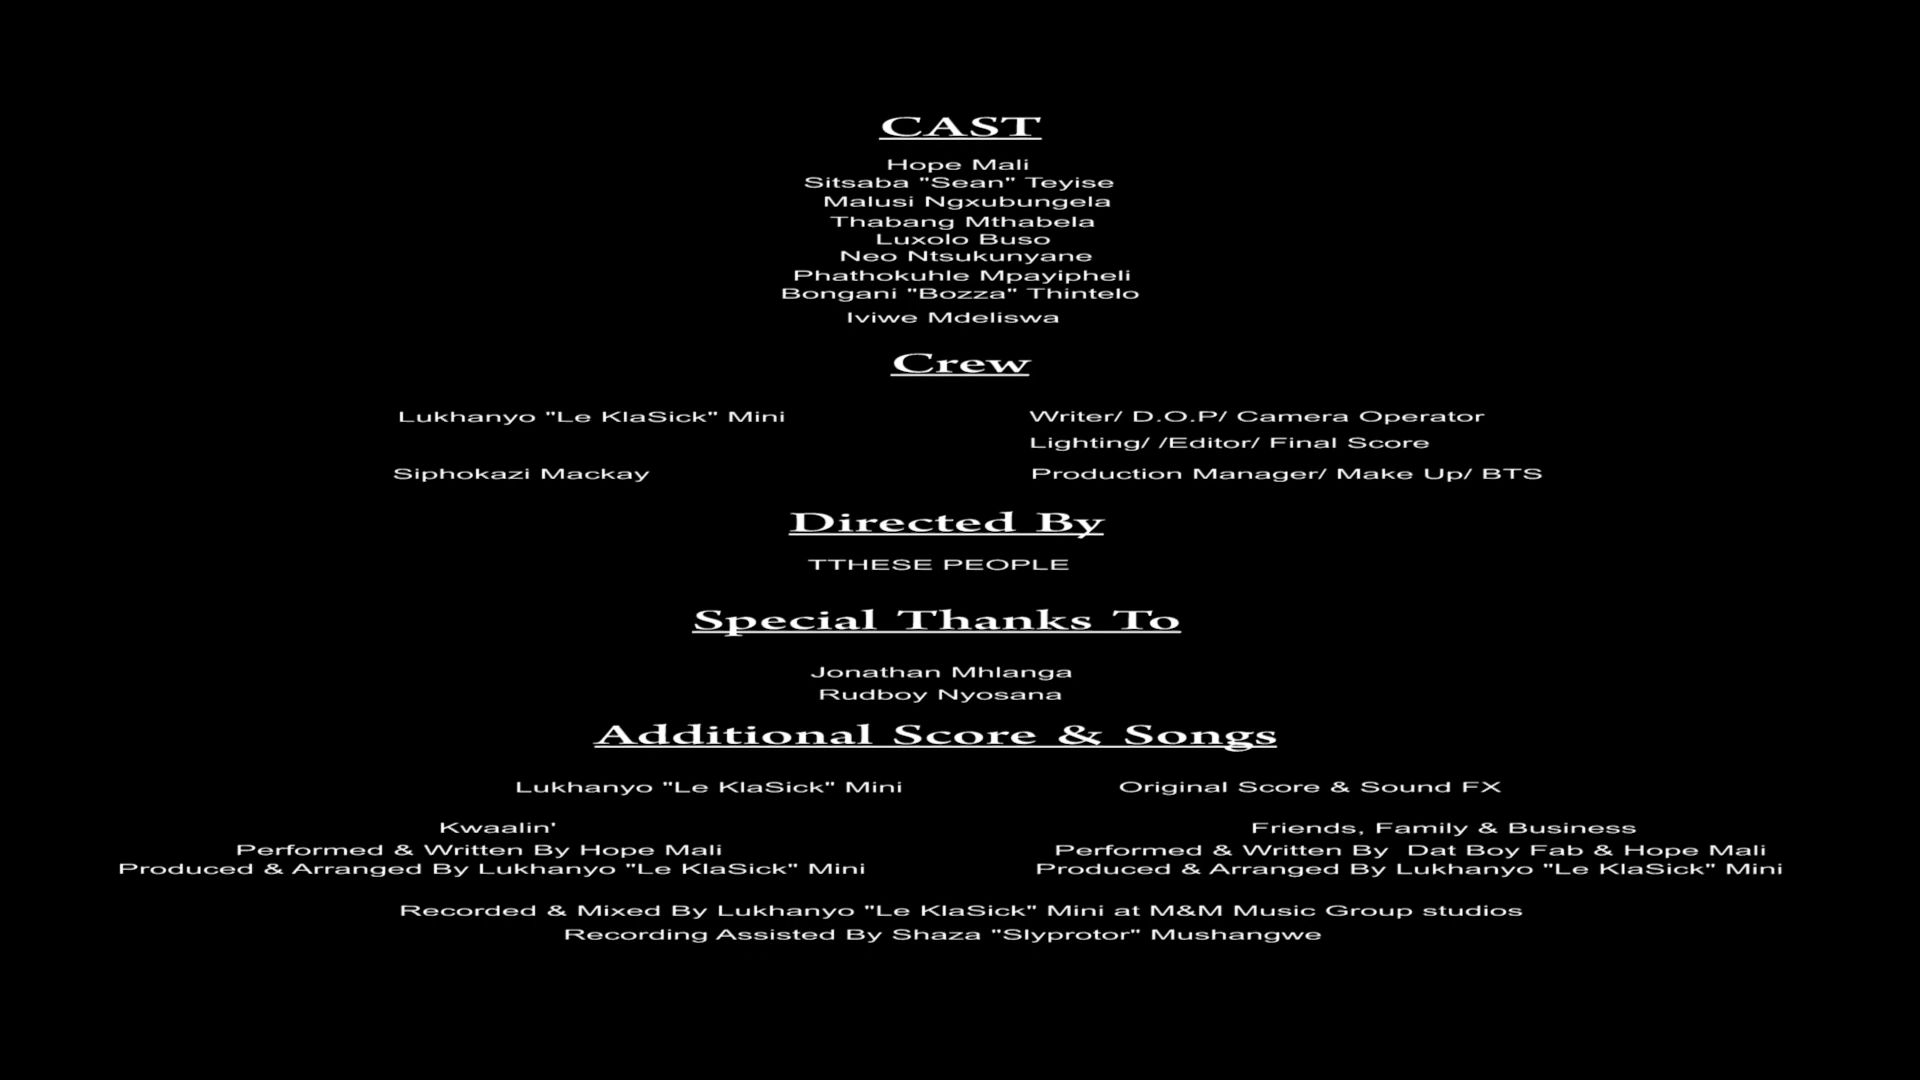 CAST
Hope Mali
Sitsaba "Sean" Teyise
Malusi Ngxubungela
Thabang Mthabela
Luxolo Buso
Neo Ntsukunyane
Phathokuhle Mpayipheli
Bongani "Bozza" Thintelo
Iviwe Mdeliswa
Crew
Lukhanyo "Le KlaSick" Mini Writer/ D.O.P/ Camera Operator
Lighting/ /Editor/ Final Score
Siphokazi Mackay Production Manager/ Make Up/ BTS
Directed By
TTHESE PEOPLE
Special Thanks To
Jonathan Mhlanga
Rudboy Nyosana
Additional Score & Songs
Lukhanyo "Le KlaSick" Mini Original Score & Sound FX
Kwaalin'
Performed & Written By Hope Mali
Produced & Arranged By Lukhanyo "Le KlaSick" Mini
Friends, Family & Business
Performed & Written By Dat Boy Fab & Hope Mali
Produced & Arranged By Lukhanyo "Le KlaSick" Mini
Recorded & Mixed By Lukhanyo "Le KlaSick" Mini at M&M Music Group studios
Recording Assisted By Shaza "Slyprotor" Mushangwe